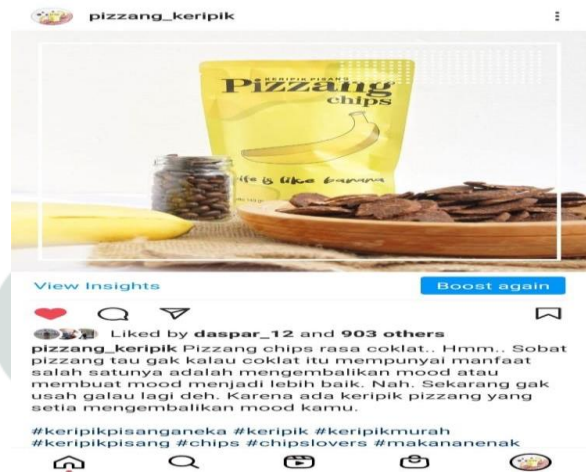 pizzang_keripik
KERIPIK PISANG
Pizzang
chips
life is like banana
View Insights
Boost again
Liked by daspar_12 and 903 others
pizzang_keripik Pizzang chips rasa coklat.. Hmm.. Sobat
pizzang tau gak kalau coklat itu mempunyai manfaat
salah satunya adalah mengembalikan mood atau
membuat mood menjadi lebih baik. Nah. Sekarang gak
usah galau lagi deh. Karena ada keripik pizzang yang
setia mengembalikan mood kamu.
#keripikpisanganeka #keripik #keripikmurah
#keripikpisang #chips #chipslovers #makananenak